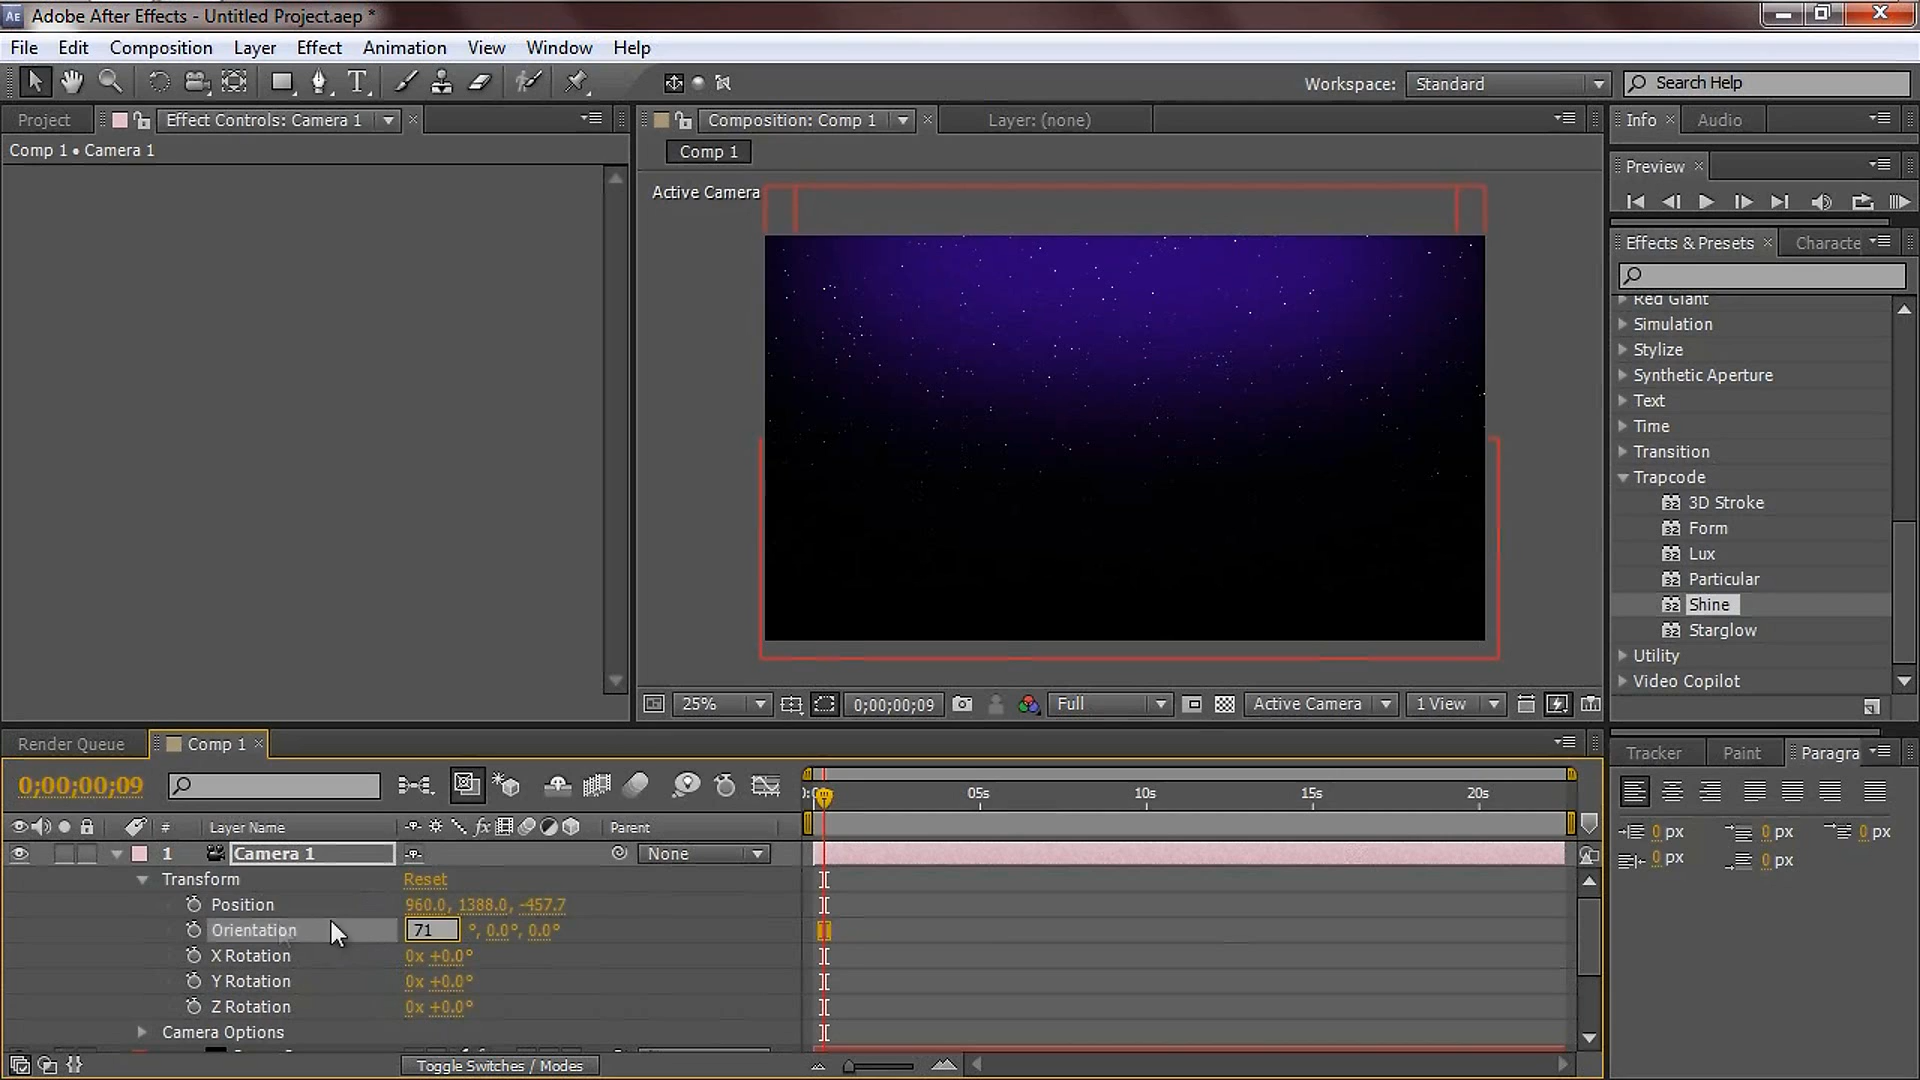 Adobe After Effects - Untitled Project.aep *
File Edit Composition Layer Effect Animation View Window Help
Workspace: Standard Search Help
Project Effect Controls: Camera 1 Composition: Comp 1 Layer: (none) Info Audio
Comp 1 • Camera 1
Comp 1
Preview
Active Camera
Effects & Presets Characte
Red Giant
Simulation
Stylize
Synthetic Aperture
Text
Time
Transition
Trapcode
32 3D Stroke
32 Form
32 Lux
32 Particular
32 Shine
32 Starglow
Utility
Video Copilot
25% 0;00;00;09 Full Active Camera 1 View
Render Queue Comp 1
Tracker Paint Paragra
0;00;00;09
05s 10s 15s 20s
# Layer Name Parent
0 px 0 px 0 px
0 px 0 px
1 Camera 1 None
Transform Reset
Position 960.0, 1388.0, -457.7
Orientation 71 °, 0.0°, 0.0°
X Rotation 0x +0.0°
Y Rotation 0x +0.0°
Z Rotation 0x +0.0°
Camera Options
Toggle Switches / Modes